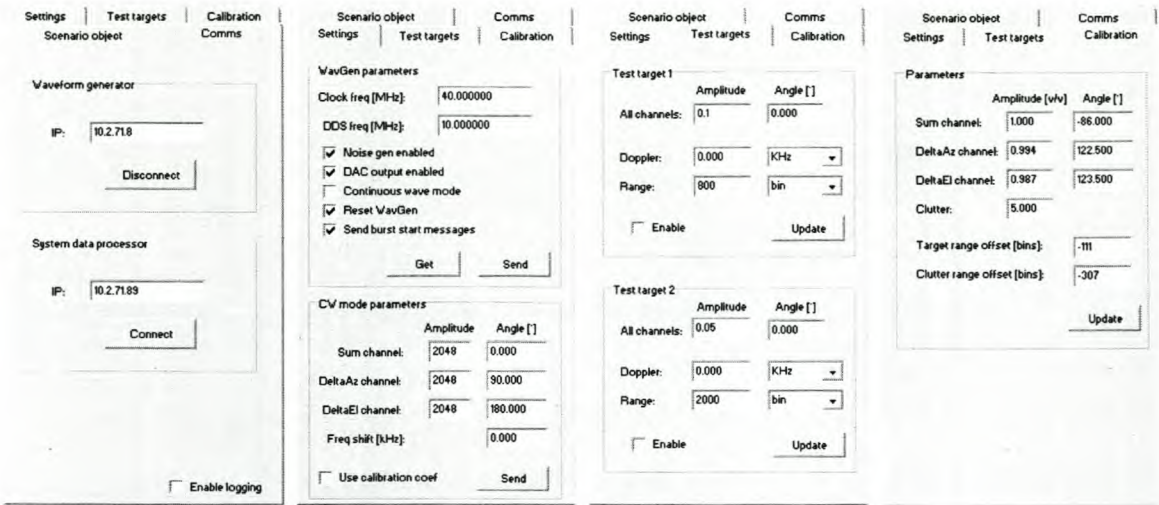 Settings Test targets Calibration
Scenario object Comms
Waveform generator
IP: 10.2.71.8
Disconnect
System data processor
IP: 10.2.71.89
Connect
Enable logging
Scenario object Comms
Settings Test targets Calibration
WavGen parameters
Clock freq [MHz]: 40.000000
DDS freq [MHz]: 10.000000
Noise gen enabled
DAC output enabled
Continuous wave mode
Reset WavGen
Send burst start messages
Get Send
CW mode parameters
Amplitude Angle [°]
Sum channel: 2048 0.000
DeltaAz channel: 2048 90.000
DeltaEl channel: 2048 180.000
Freq shift [kHz]: 0.000
Use calibration coef Send
Scenario object Comms
Settings Test targets Calibration
Test target 1
Amplitude Angle [°]
All channels: 0.1 0.000
Doppler: 0.000 KHz
Range: 800 bin
Enable Update
Test target 2
Amplitude Angle [°]
All channels: 0.05 0.000
Doppler: 0.000 KHz
Range: 2000 bin
Enable Update
Scenario object Comms
Settings Test targets Calibration
Parameters
Amplitude [v/v] Angle [°]
Sum channel: 1.000 -86.000
DeltaAz channel: 0.994 122.500
DeltaEl channel: 0.987 123.500
Clutter: 5.000
Target range offset [bins]: -111
Clutter range offset [bins]: -307
Update